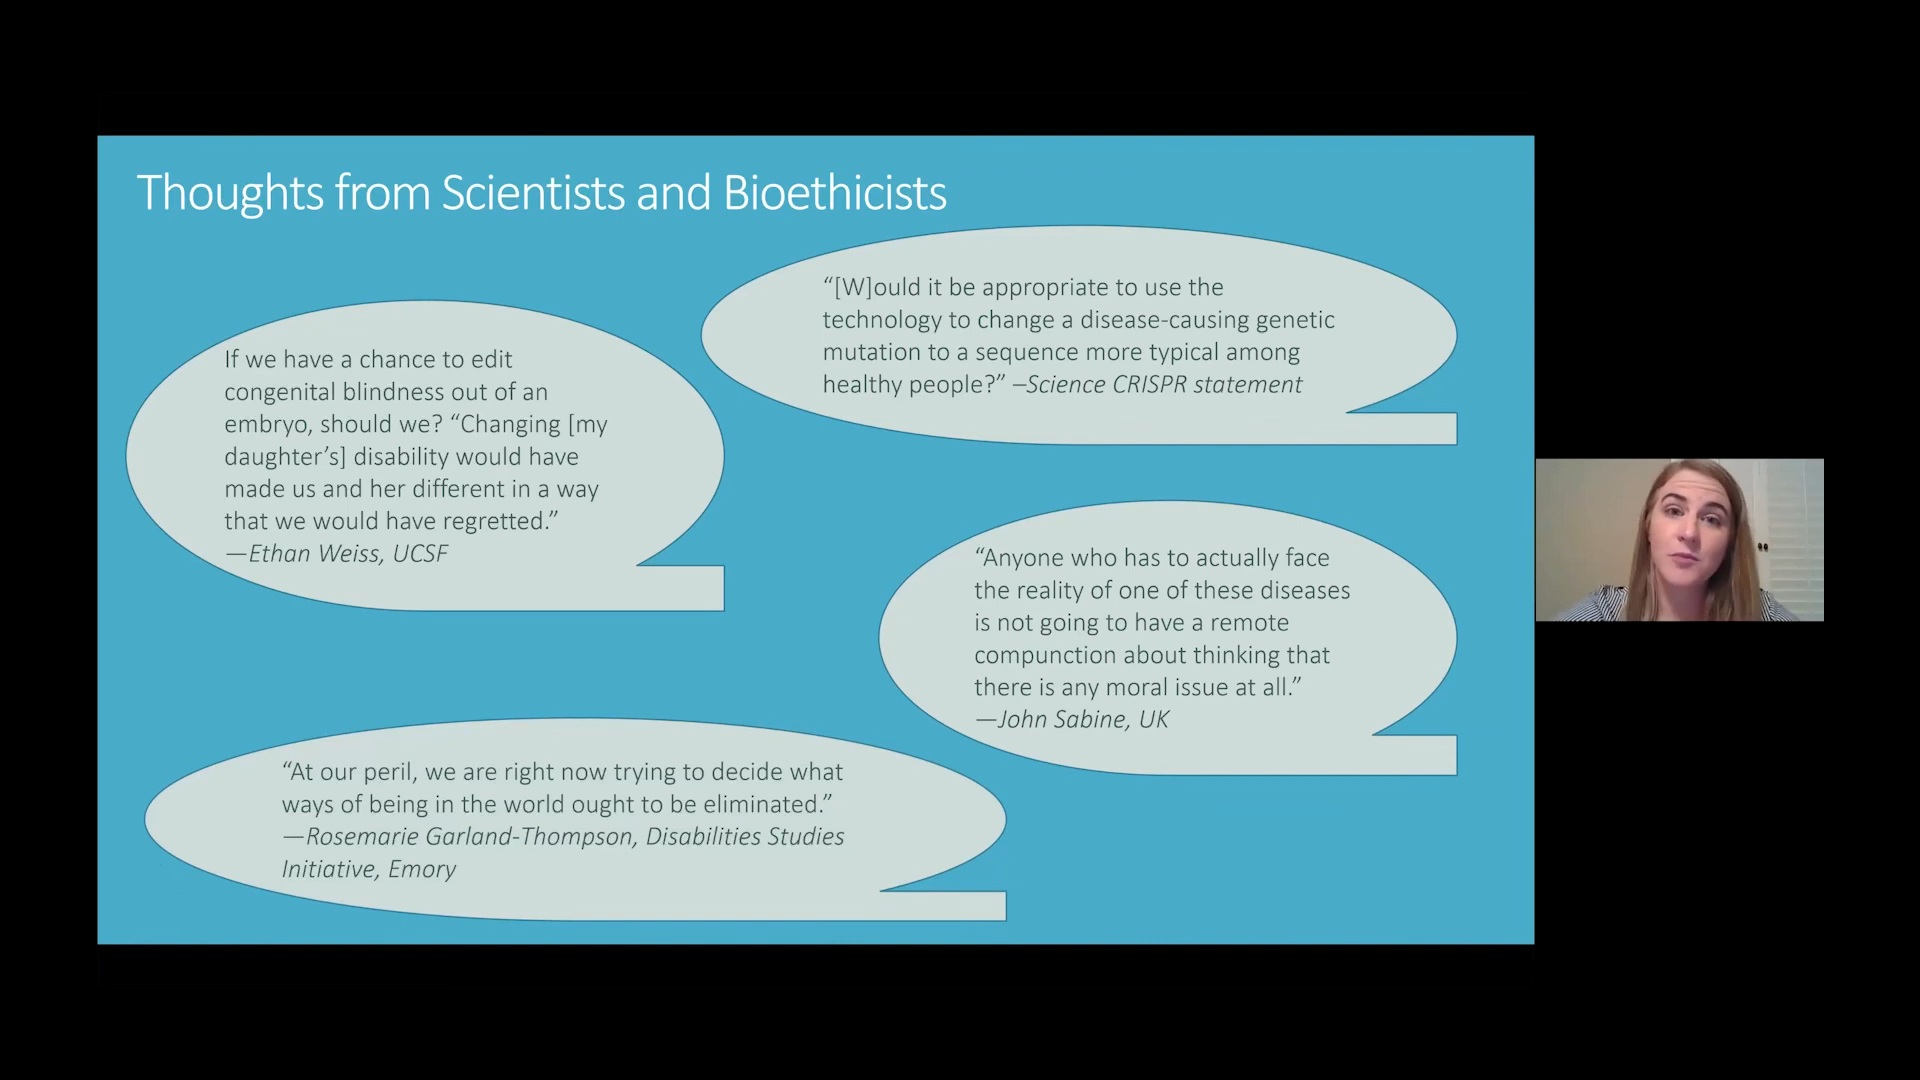 Thoughts from Scientists and Bioethicists
If we have a chance to edit
congenital blindness out of an
embryo, should we? “Changing [my
daughter’s] disability would have
made us and her different in a way
that we would have regretted.”
—Ethan Weiss, UCSF
“[W]ould it be appropriate to use the
technology to change a disease-causing genetic
mutation to a sequence more typical among
healthy people?” –Science CRISPR statement
“Anyone who has to actually face
the reality of one of these diseases
is not going to have a remote
compunction about thinking that
there is any moral issue at all.”
—John Sabine, UK
“At our peril, we are right now trying to decide what
ways of being in the world ought to be eliminated.”
—Rosemarie Garland-Thompson, Disabilities Studies
Initiative, Emory